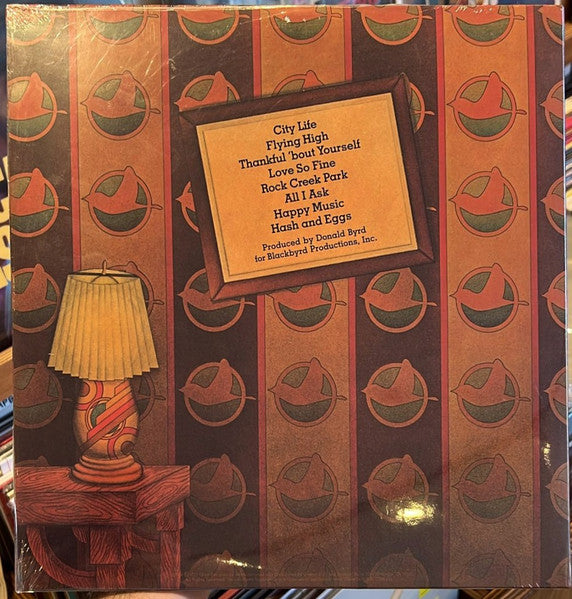 City Life
Flying High
Thankful 'bout Yourself
Love So Fine
Rock Creek Park
All I Ask
Happy Music
Hash and Eggs
Produced by Donald Byrd
for Blackbyrd Productions, Inc.